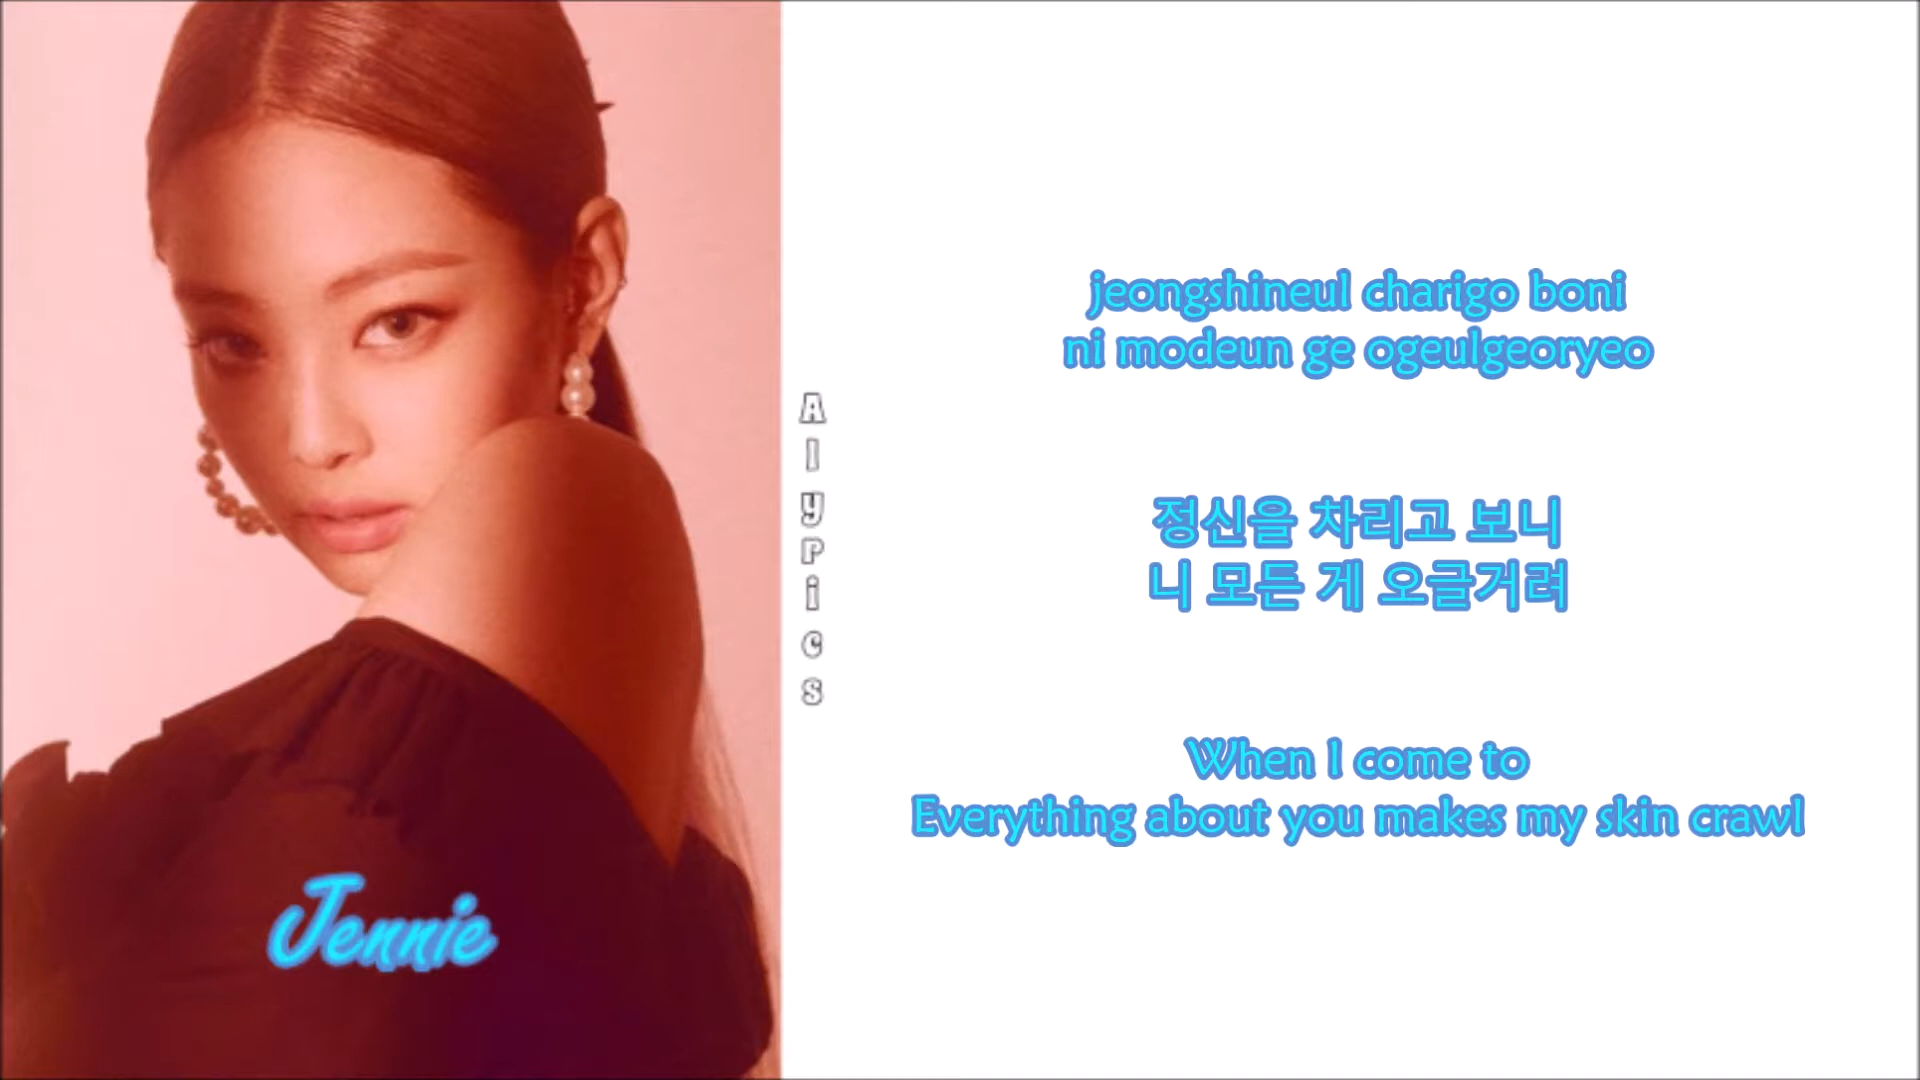 Jennie
AlyPics
jeongshineul charigo boni
ni modeun ge ogeulgeoryeo
정신을 차리고 보니
니 모든 게 오글거려
When I come to
Everything about you makes my skin crawl